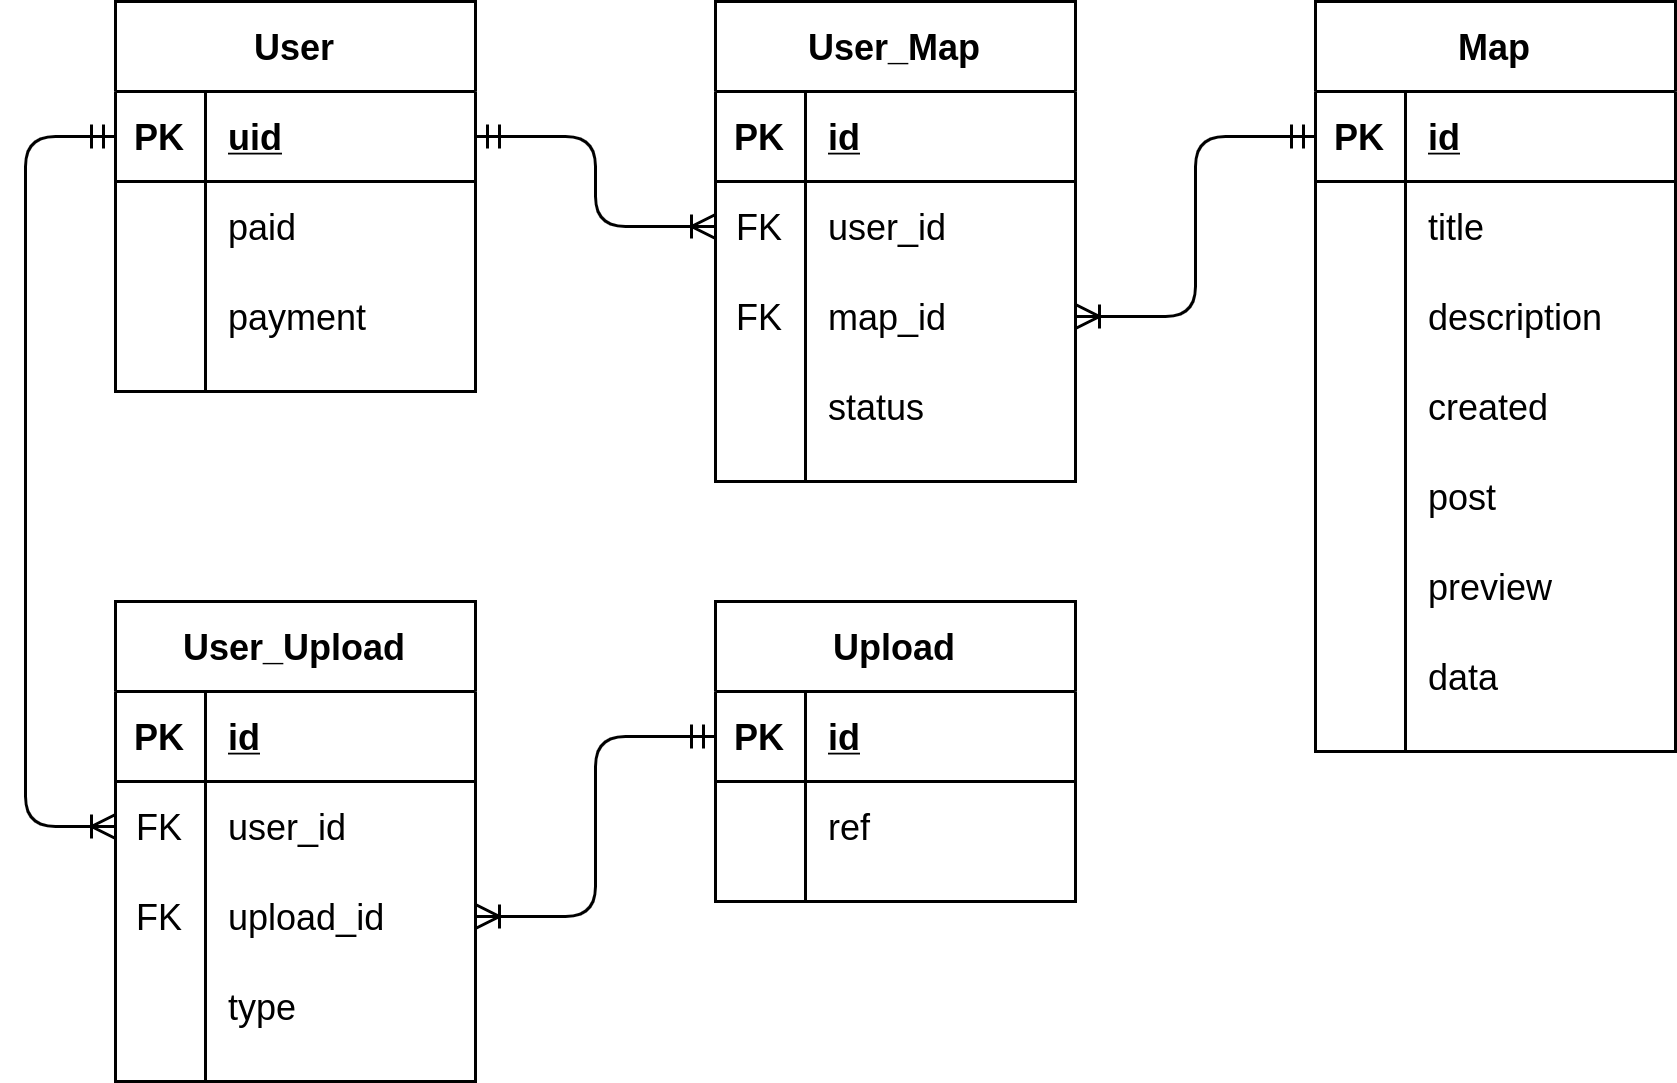 User
PK uid
paid
payment
User_Map
PK id
FK user_id
FK map_id
status
Map
PK id
title
description
created
post
preview
data
User_Upload
PK id
FK user_id
FK upload_id
type
Upload
PK id
ref